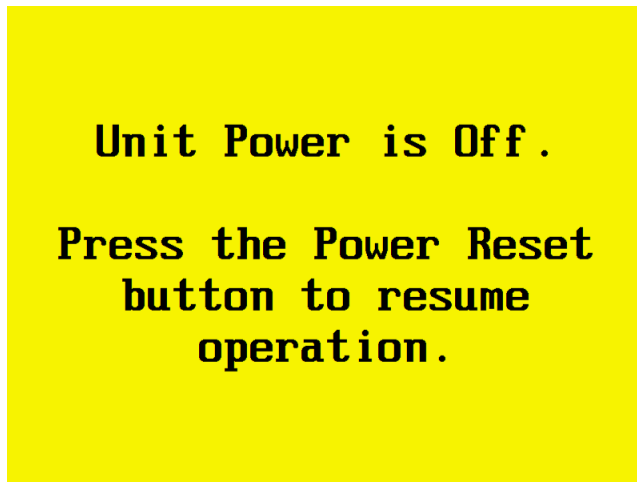 Unit Power is Off.
Press the Power Reset
button to resume
operation.